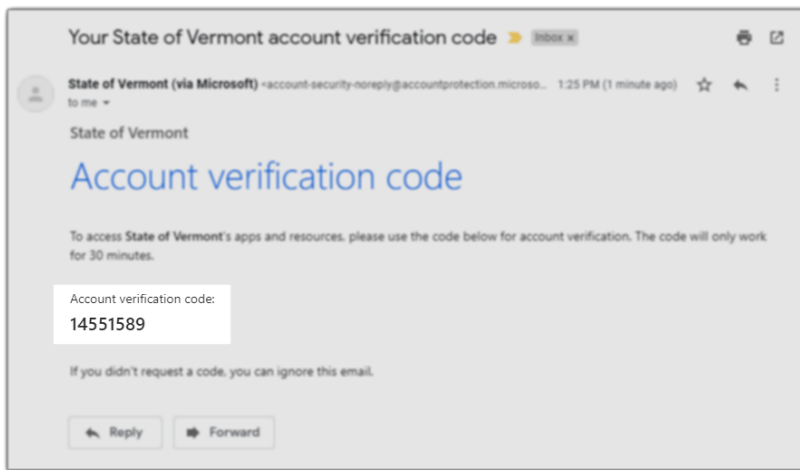 Your State of Vermont account verification code Inbox x
State of Vermont (via Microsoft) <account-security-noreply@accountprotection.microso... 1:25 PM (1 minute ago)
to me
State of Vermont
Account verification code
To access State of Vermont's apps and resources, please use the code below for account verification. The code will only work
for 30 minutes.
Account verification code:
14551589
If you didn't request a code, you can ignore this email.
Reply Forward